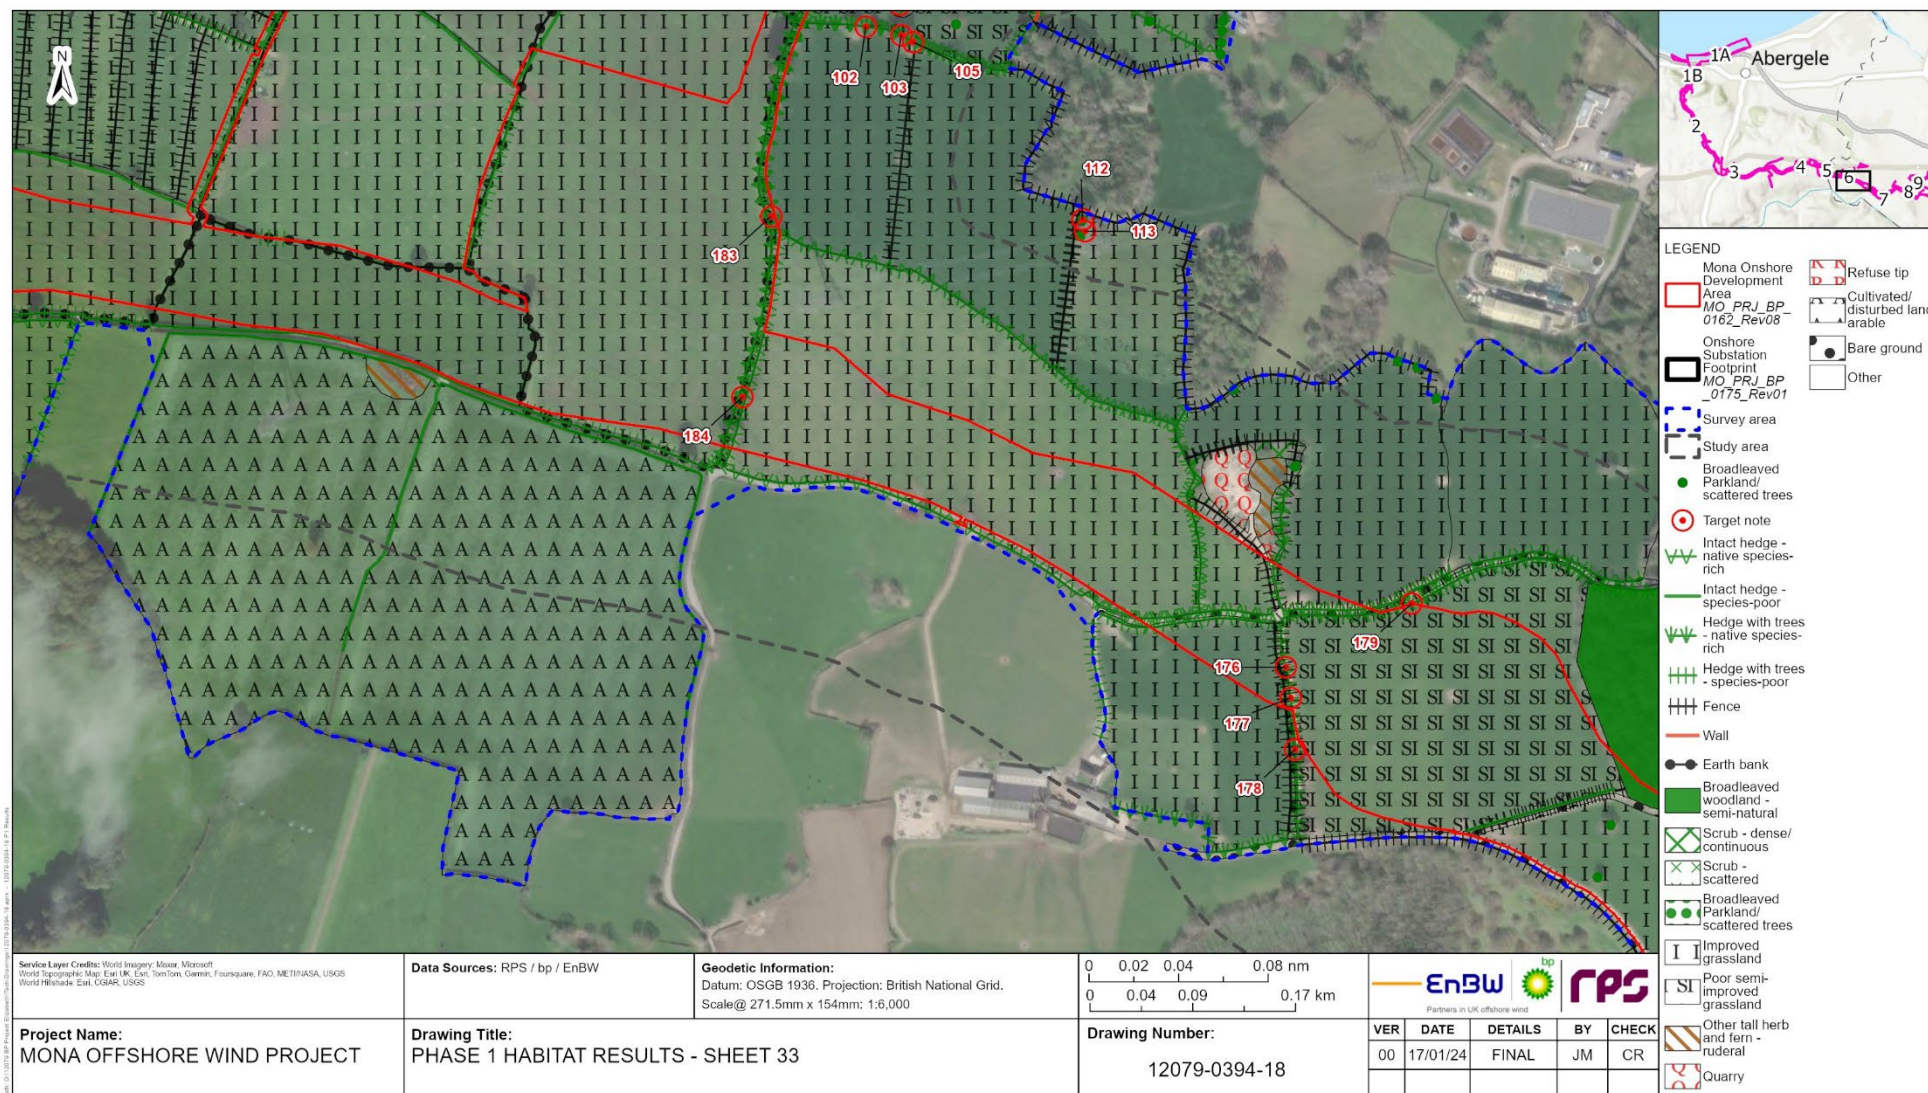 N
102
103
105
112
113
183
184
176
177
178
179
1A
1B
Abergele
2
3
4
5
6
7
8
9
LEGEND
Mona Onshore
Development
Area
MO_PRJ_BP_
0162_Rev08
Onshore
Substation
Footprint
MO_PRJ_BP
_0175_Rev01
Survey area
Study area
Broadleaved
Parkland/
scattered trees
Target note
Intact hedge -
native species-
rich
Intact hedge -
species-poor
Hedge with trees
- native species-
rich
Hedge with trees
- species-poor
Fence
Wall
Earth bank
Broadleaved
woodland -
semi-natural
Scrub - dense/
continuous
Scrub -
scattered
Broadleaved
Parkland/
scattered trees
I I Improved
grassland
SI Poor semi-
improved
grassland
Other tall herb
and fern -
ruderal
Quarry
Refuse tip
Cultivated/
disturbed land
arable
Bare ground
Other
Service Layer Credits: World Imagery: Maxar, Microsoft
World Topographic Map: Esri UK, Esri, TomTom, Garmin, Foursquare, FAO, METI/NASA, USGS
World Hillshade: Esri, CGIAR, USGS
Data Sources: RPS / bp / EnBW
Geodetic Information:
Datum: OSGB 1936. Projection: British National Grid.
Scale@ 271.5mm x 154mm: 1:6,000
0 0.02 0.04 0.08 nm
0 0.04 0.09 0.17 km
EnBW
bp
rps
Partners in UK offshore wind
Project Name:
MONA OFFSHORE WIND PROJECT
Drawing Title:
PHASE 1 HABITAT RESULTS - SHEET 33
Drawing Number:
12079-0394-18
VER DATE DETAILS BY CHECK
00 17/01/24 FINAL JM CR